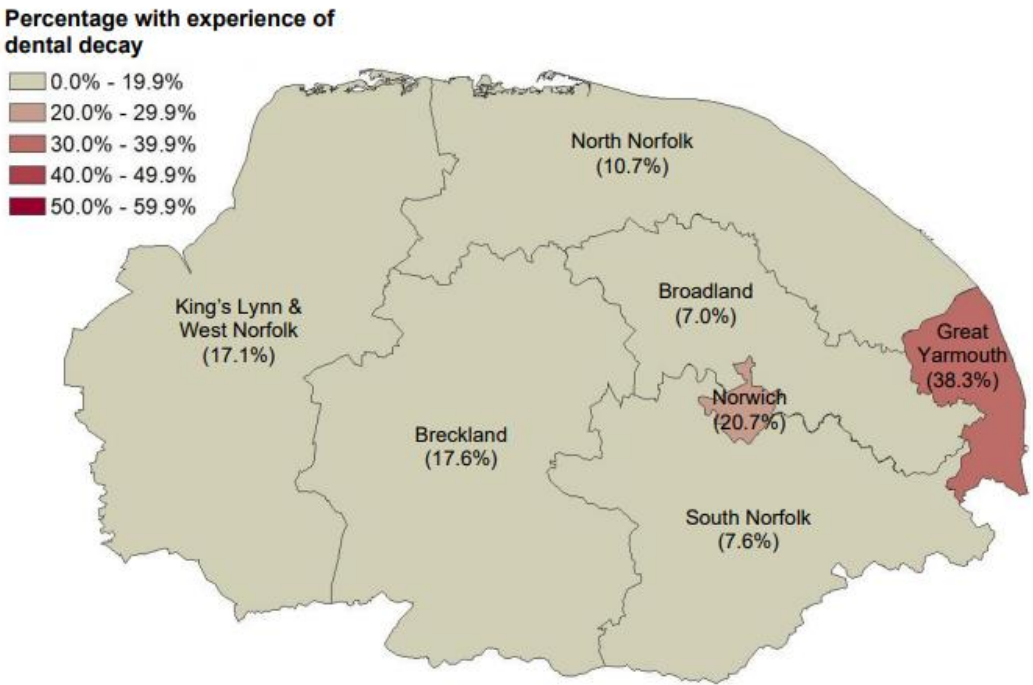 Percentage with experience of
dental decay
0.0% - 19.9%
20.0% - 29.9%
30.0% - 39.9%
40.0% - 49.9%
50.0% - 59.9%
North Norfolk
(10.7%)
King's Lynn &
West Norfolk
(17.1%)
Broadland
(7.0%)
Great
Yarmouth
(38.3%)
Norwich
(20.7%)
Breckland
(17.6%)
South Norfolk
(7.6%)